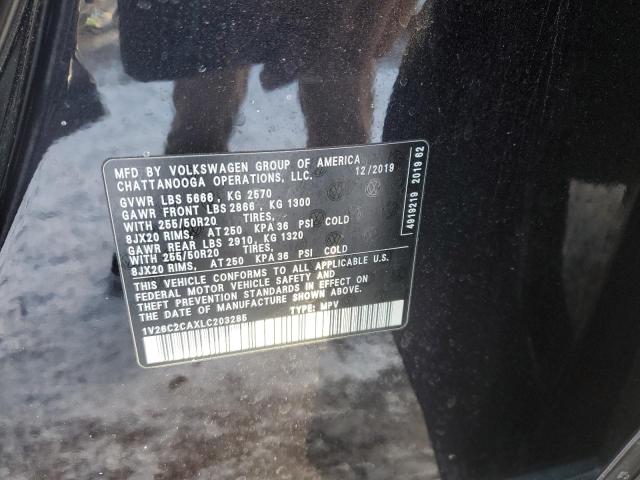 MFD BY VOLKSWAGEN GROUP OF AMERICA
CHATTANOOGA OPERATIONS, LLC. 12/2019
GVWR LBS 5666 , KG 2570
GAWR FRONT LBS 2866 , KG 1300
WITH 255/50R20 TIRES,
8JX20 RIMS, AT 250 KPA 36 PSI COLD
GAWR REAR LBS 2910, KG 1320
WITH 255/50R20 TIRES,
8JX20 RIMS, AT 250 KPA 36 PSI COLD
THIS VEHICLE CONFORMS TO ALL APPLICABLE U.S.
FEDERAL MOTOR VEHICLE SAFETY AND
THEFT PREVENTION STANDARDS IN EFFECT ON
THE DATE OF MANUFACTURE SHOWN ABOVE.
1V26C2CAXLC203285 TYPE: MPV
4919219 2019 62